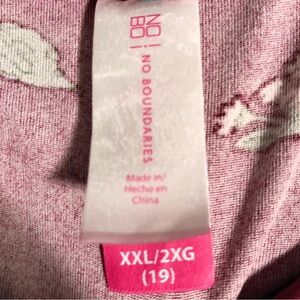 NO!
BO!
NO BOUNDARIES
Made in/
Hecho en
China
XXL/2XG
(19)